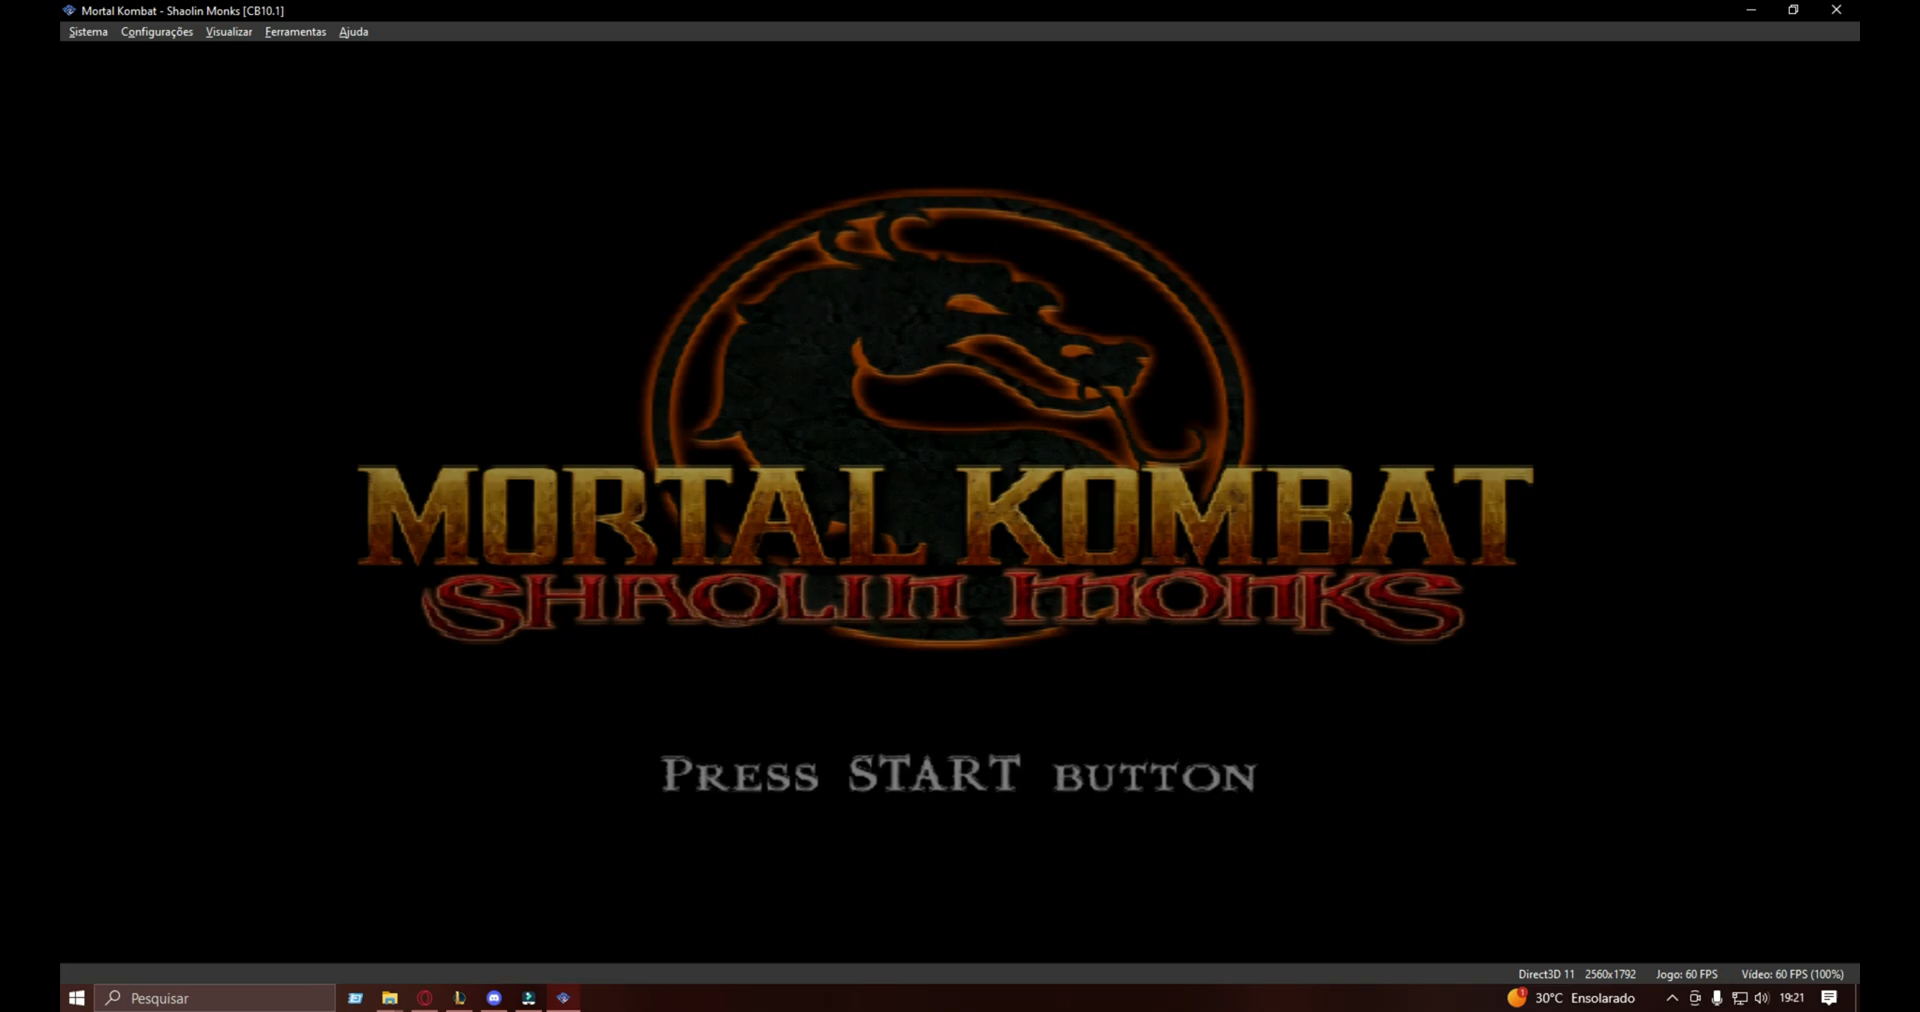 Mortal Kombat - Shaolin Monks [CB10.1]
Sistema Configurações Visualizar Ferramentas Ajuda
MORTAL KOMBAT
SHAOLIN MONKS
PRESS START BUTTON
Direct3D 11 2560x1792 Jogo: 60 FPS Vídeo: 60 FPS (100%)
Pesquisar 1 30°C Ensolarado 19:21